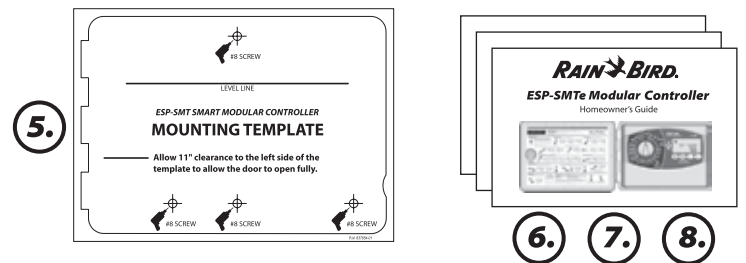 5.
#8 SCREW
LEVEL LINE
ESP-SMT SMART MODULAR CONTROLLER
MOUNTING TEMPLATE
Allow 11" clearance to the left side of the
template to allow the door to open fully.
#8 SCREW
#8 SCREW
#8 SCREW
RAIN BIRD.
ESP-SMTe Modular Controller
Homeowner's Guide
6.
7.
8.